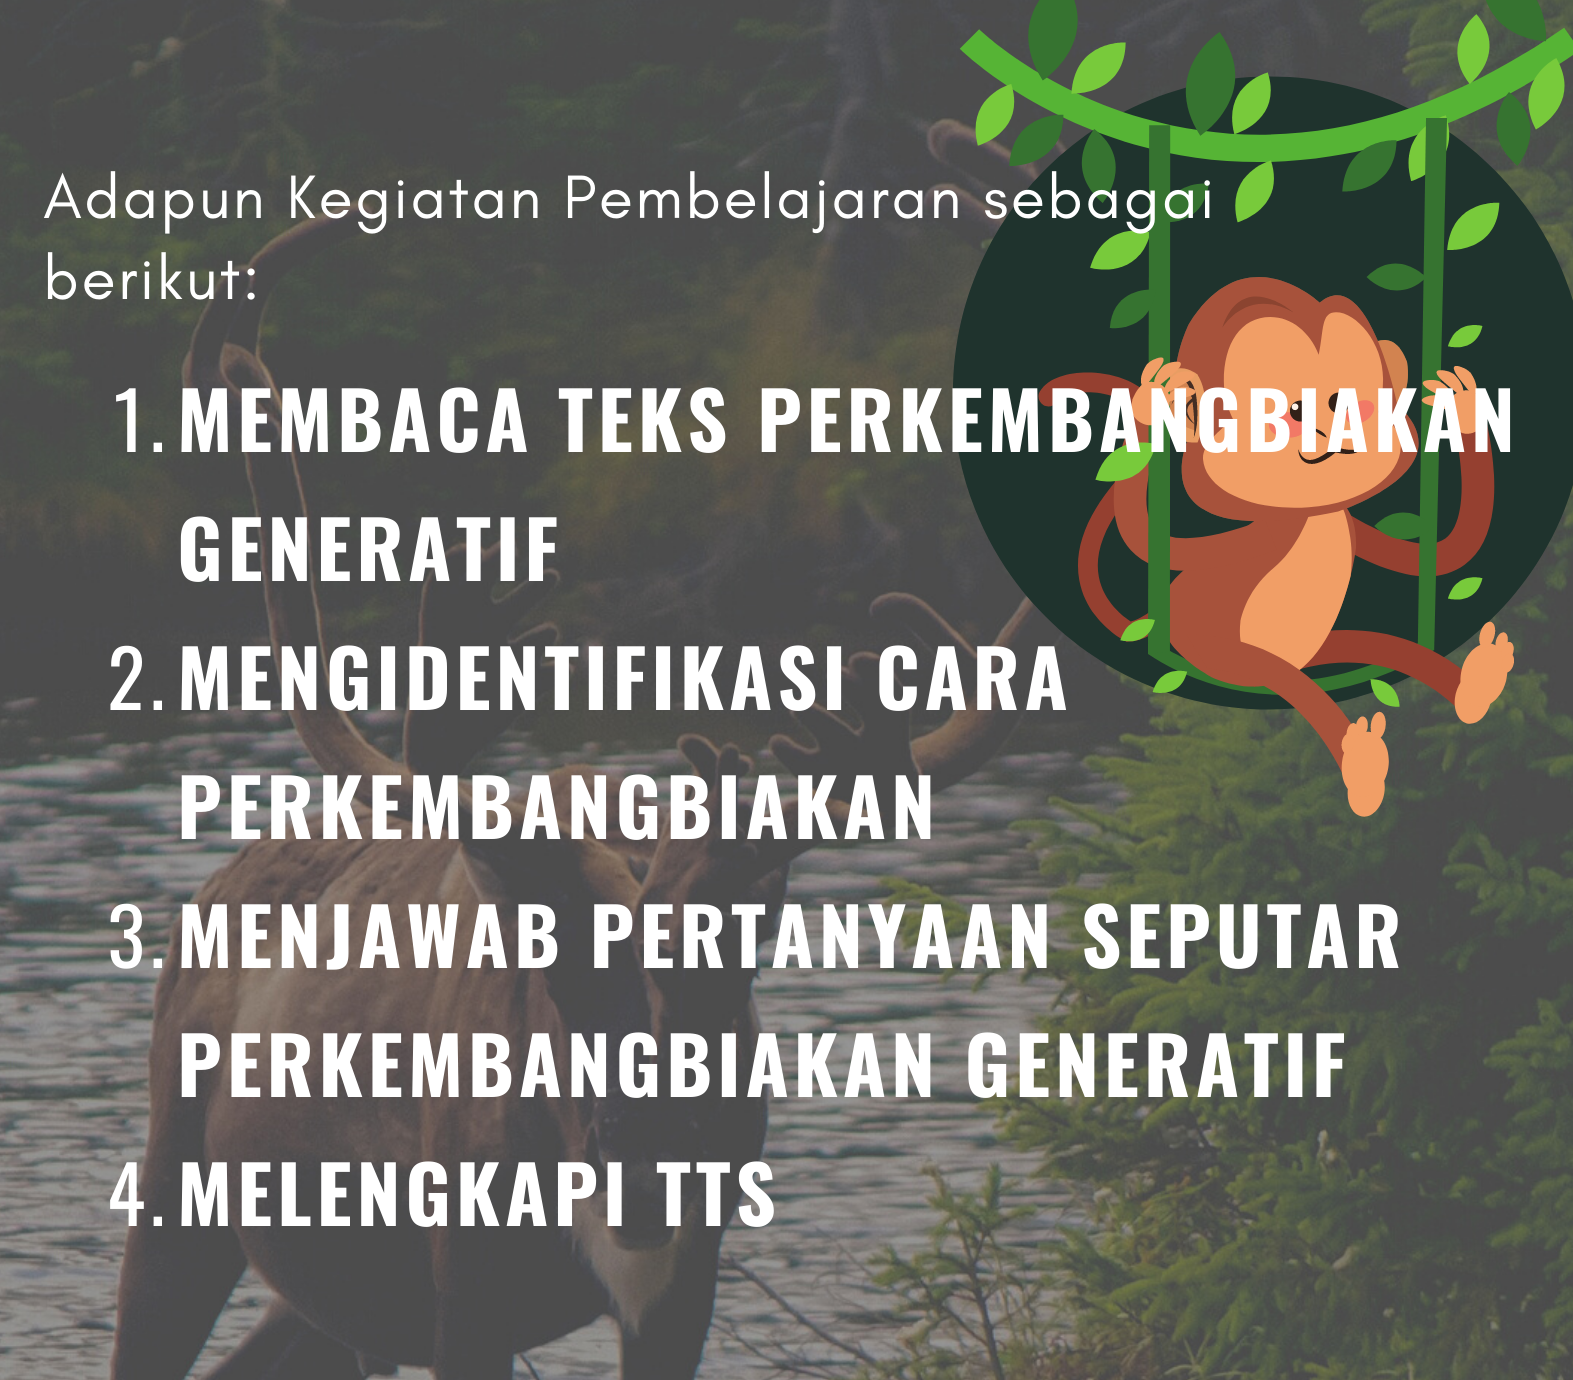 Adapun Kegiatan Pembelajaran sebagai
berikut:
1. MEMBACA TEKS PERKEMBANGBIAKAN
GENERATIF
2. MENGIDENTIFIKASI CARA
PERKEMBANGBIAKAN
3. MENJAWAB PERTANYAAN SEPUTAR
PERKEMBANGBIAKAN GENERATIF
4. MELENGKAPI TTS